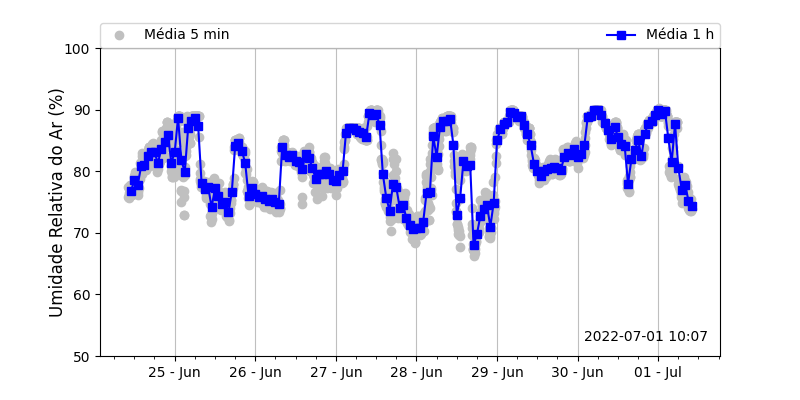 Média 5 min
Média 1 h
Umidade Relativa do Ar (%)
100
90
80
70
60
50
2022-07-01 10:07
25 - Jun
26 - Jun
27 - Jun
28 - Jun
29 - Jun
30 - Jun
01 - Jul